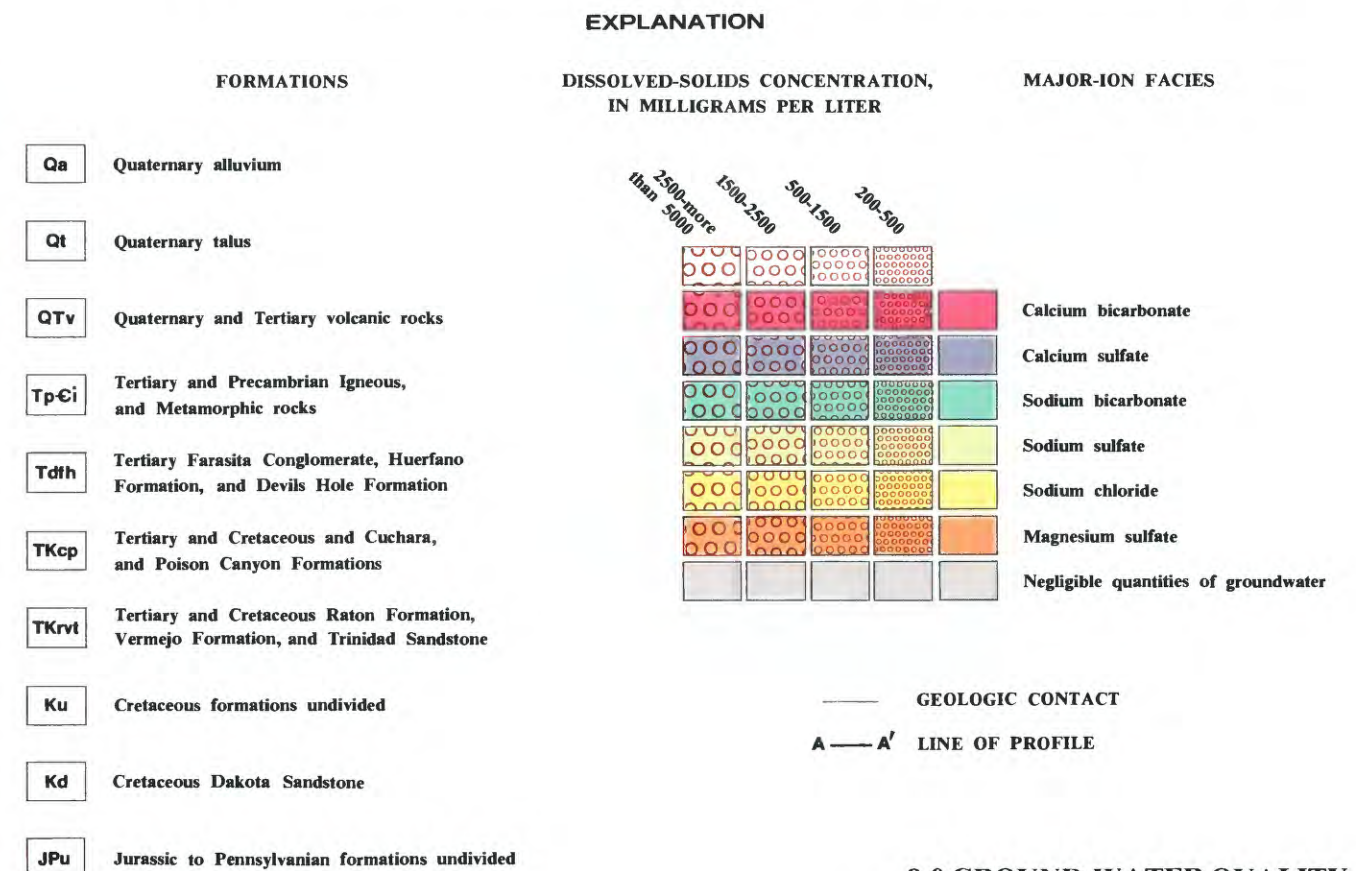 EXPLANATION
FORMATIONS
Qa Quaternary alluvium
Qt Quaternary talus
QTv Quaternary and Tertiary volcanic rocks
Tp-Єi Tertiary and Precambrian Igneous,
and Metamorphic rocks
Tdfh Tertiary Farasita Conglomerate, Huerfano
Formation, and Devils Hole Formation
TKcp Tertiary and Cretaceous and Cuchara,
and Poison Canyon Formations
TKrvt Tertiary and Cretaceous Raton Formation,
Vermejo Formation, and Trinidad Sandstone
Ku Cretaceous formations undivided
Kd Cretaceous Dakota Sandstone
JPu Jurassic to Pennsylvanian formations undivided
DISSOLVED-SOLIDS CONCENTRATION,
IN MILLIGRAMS PER LITER
2500-more
than 5000
1500-2500
500-1500
200-500
MAJOR-ION FACIES
Calcium bicarbonate
Calcium sulfate
Sodium bicarbonate
Sodium sulfate
Sodium chloride
Magnesium sulfate
Negligible quantities of groundwater
GEOLOGIC CONTACT
A — A′ LINE OF PROFILE
GROUND-WATER QUALITY